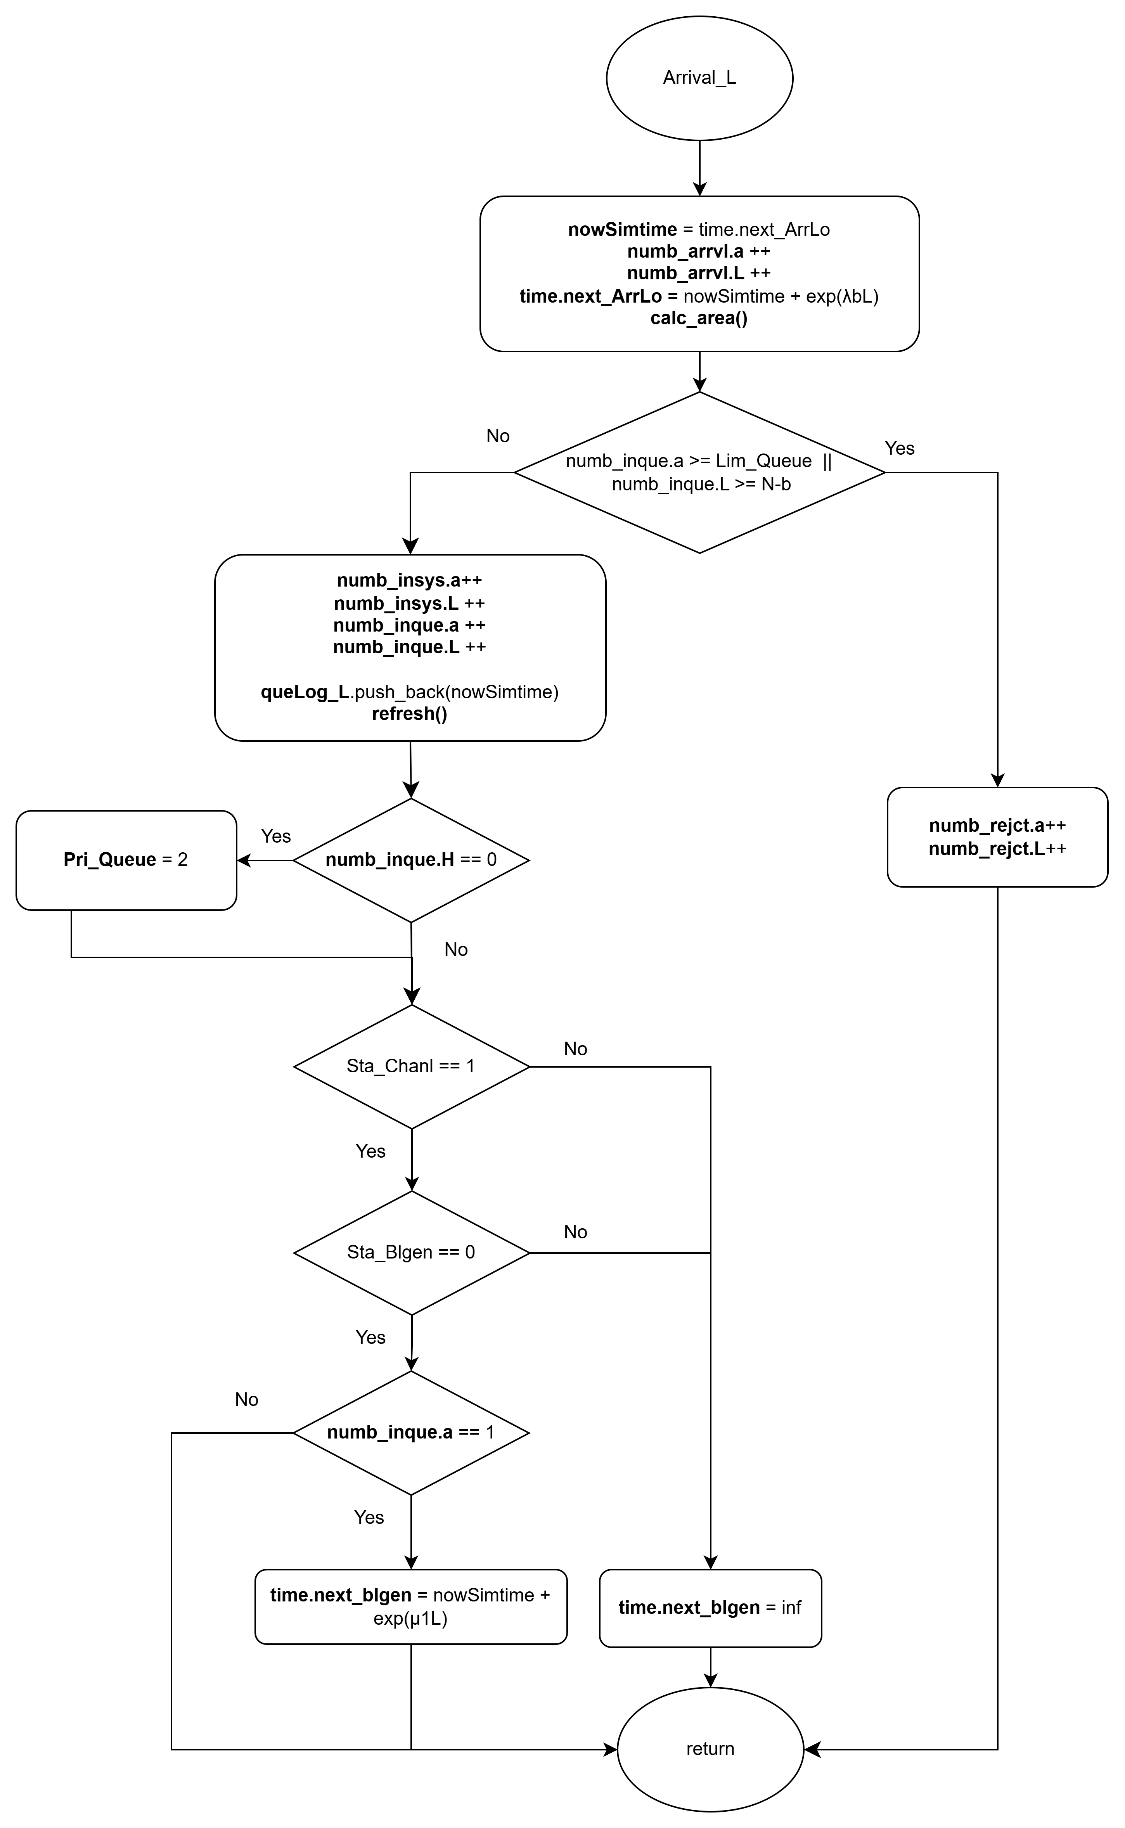 Arrival_L
nowSimtime = time.next_ArrLo
numb_arrvl.a ++
numb_arrvl.L ++
time.next_ArrLo = nowSimtime + exp(λbL)
calc_area()
No
numb_inque.a >= Lim_Queue ||
numb_inque.L >= N-b
Yes
numb_insys.a++
numb_insys.L ++
numb_inque.a ++
numb_inque.L ++
queLog_L.push_back(nowSimtime)
refresh()
numb_rejct.a++
numb_rejct.L++
Pri_Queue = 2
Yes
numb_inque.H == 0
No
Sta_Chanl == 1
No
Yes
Sta_Blgen == 0
No
Yes
No
numb_inque.a == 1
Yes
time.next_blgen = nowSimtime +
exp(μ1L)
time.next_blgen = inf
return